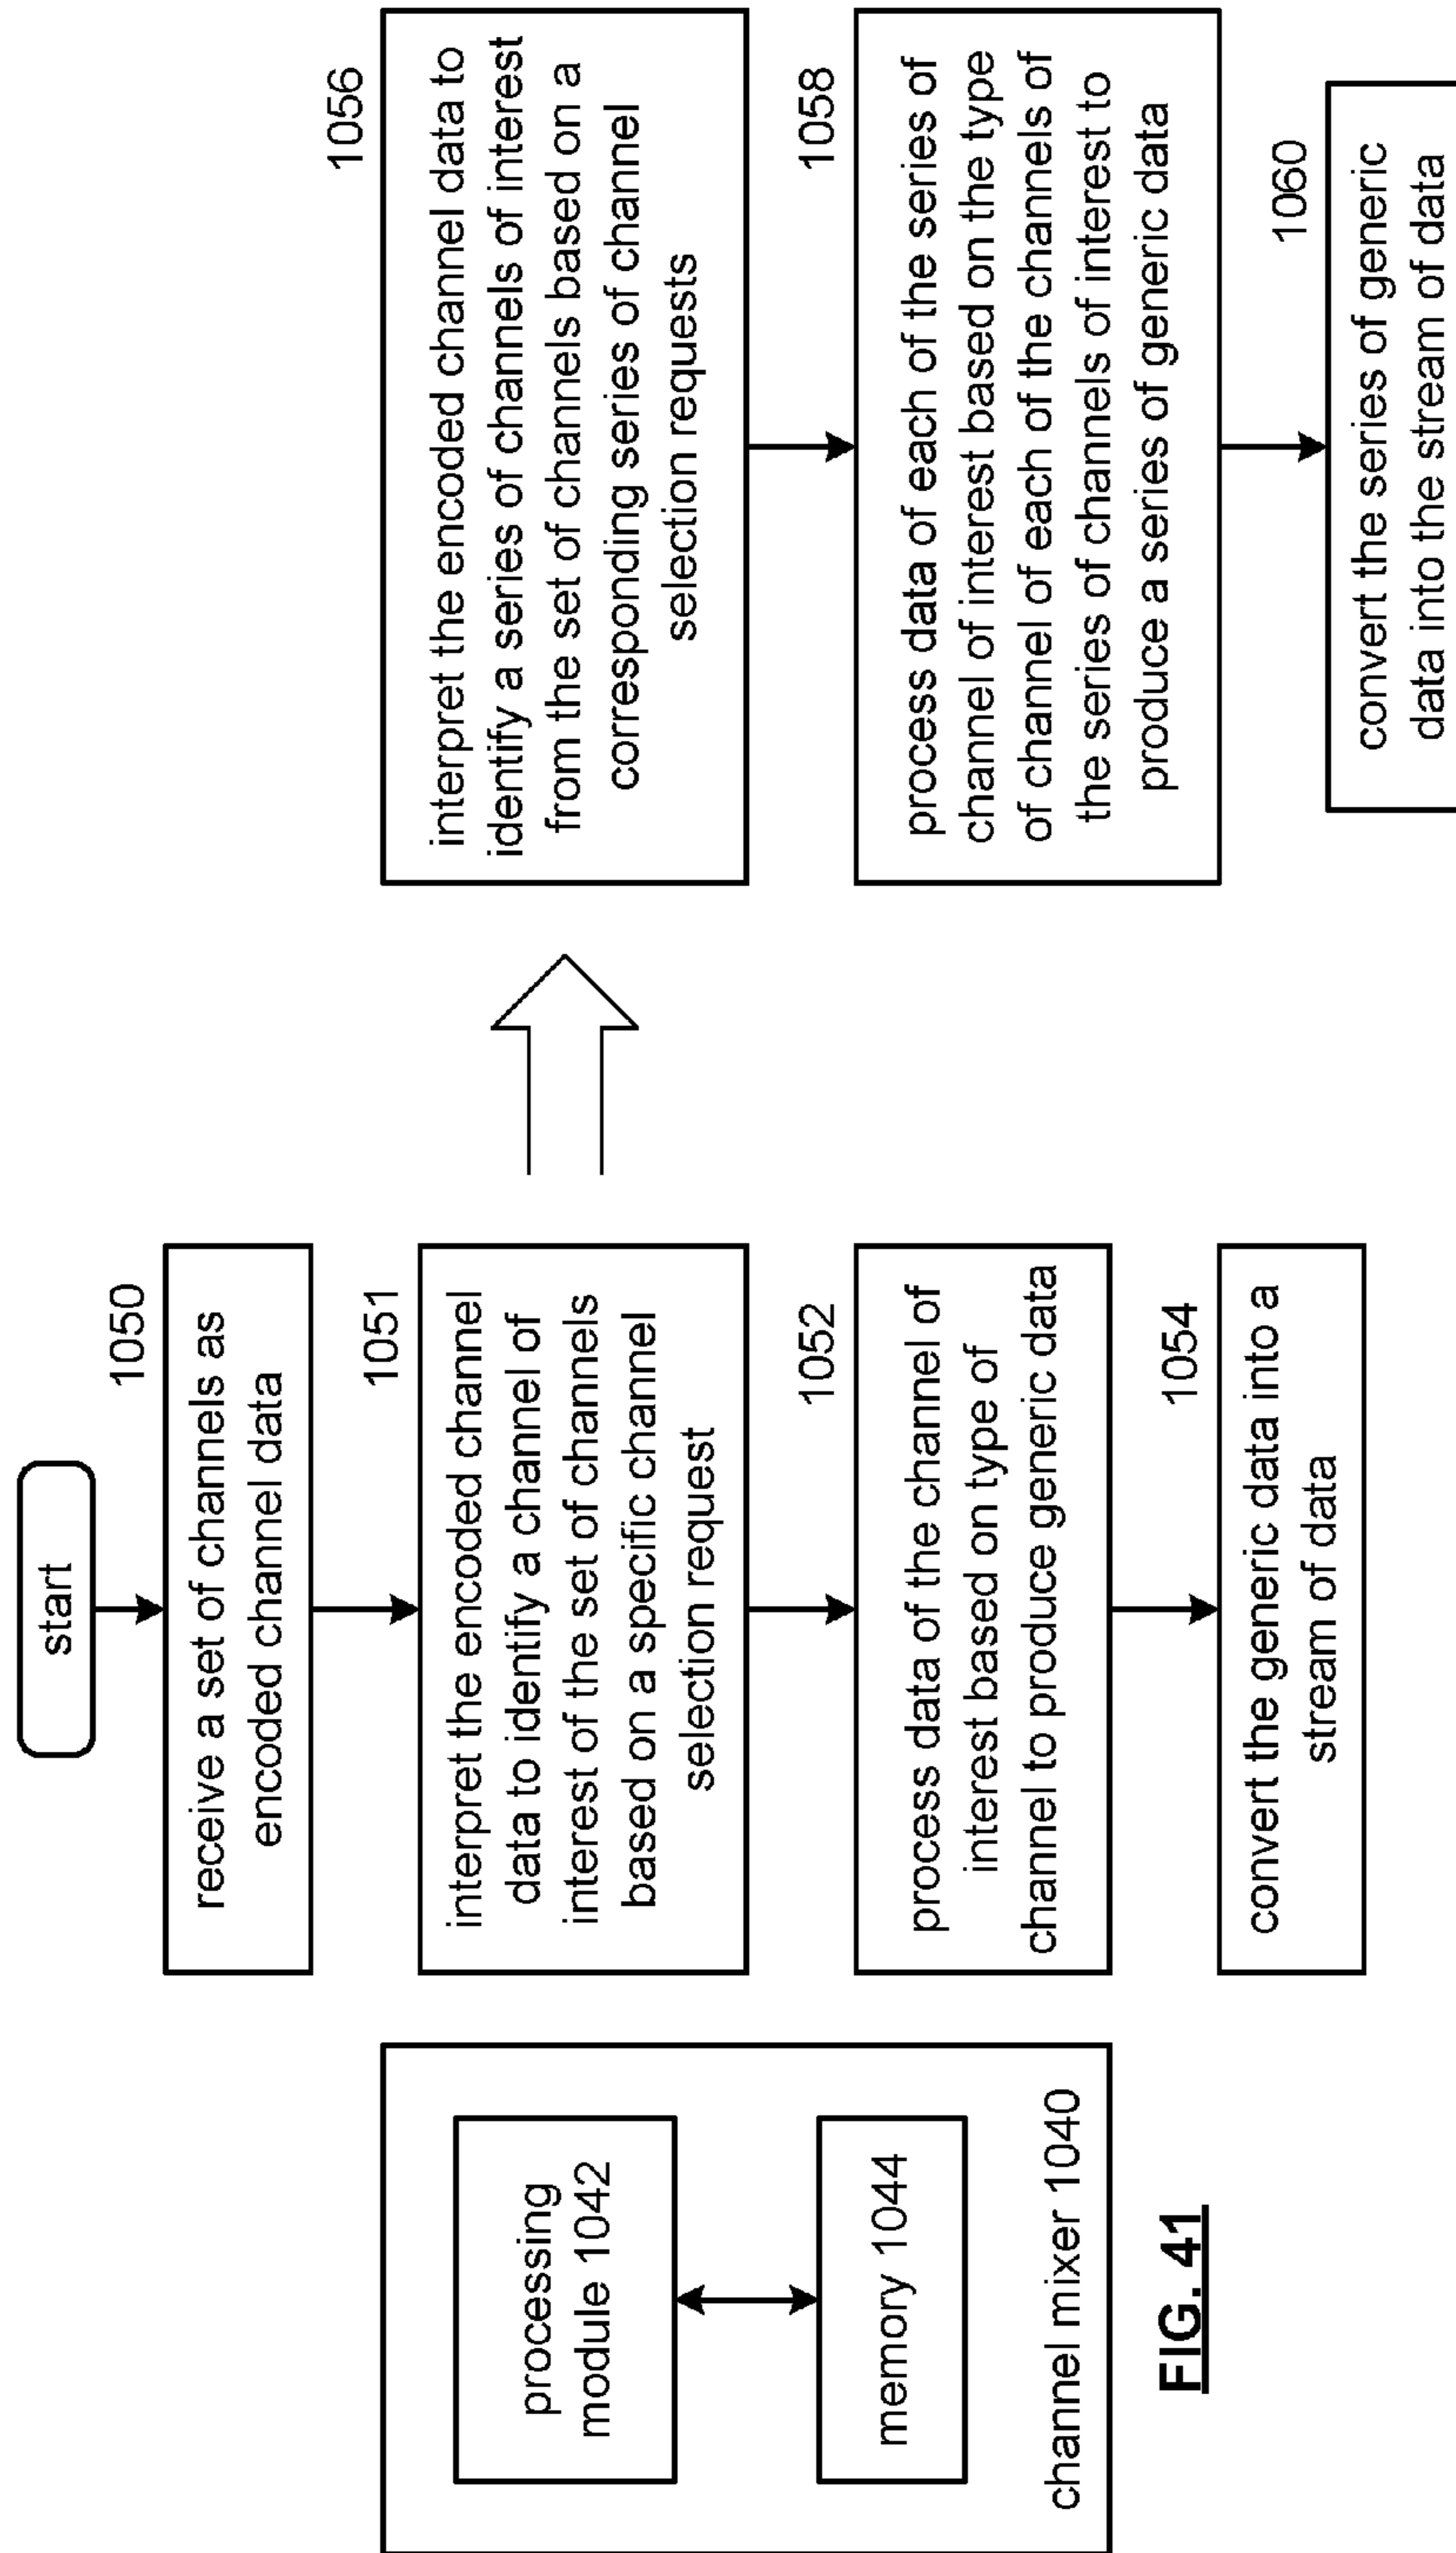 processing
module 1042
memory 1044
channel mixer 1040
FIG. 41
start
1050
receive a set of channels as
encoded channel data
1051
interpret the encoded channel
data to identify a channel of
interest of the set of channels
based on a specific channel
selection request
1052
process data of the channel of
interest based on type of
channel to produce generic data
1054
convert the generic data into a
stream of data
1056
interpret the encoded channel data to
identify a series of channels of interest
from the set of channels based on a
corresponding series of channel
selection requests
1058
process data of each of the series of
channel of interest based on the type
of channel of each of the channels of
the series of channels of interest to
produce a series of generic data
1060
convert the series of generic
data into the stream of data